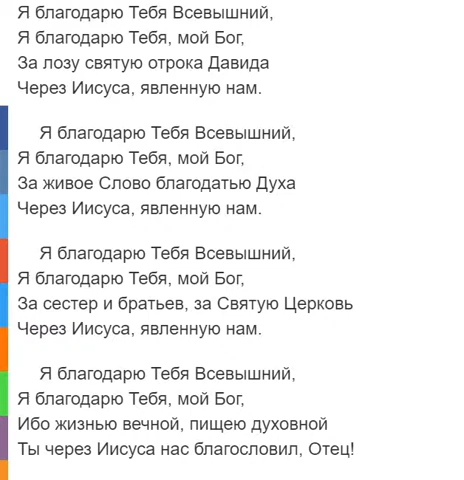 Я благодарю Тебя Всевышний,
Я благодарю Тебя, мой Бог,
За лозу святую отрока Давида
Через Иисуса, явленную нам.
Я благодарю Тебя Всевышний,
Я благодарю Тебя, мой Бог,
За живое Слово благодатью Духа
Через Иисуса, явленную нам.
Я благодарю Тебя Всевышний,
Я благодарю Тебя, мой Бог,
За сестер и братьев, за Святую Церковь
Через Иисуса, явленную нам.
Я благодарю Тебя Всевышний,
Я благодарю Тебя, мой Бог,
Ибо жизнью вечной, пищею духовной
Ты через Иисуса нас благословил, Отец!